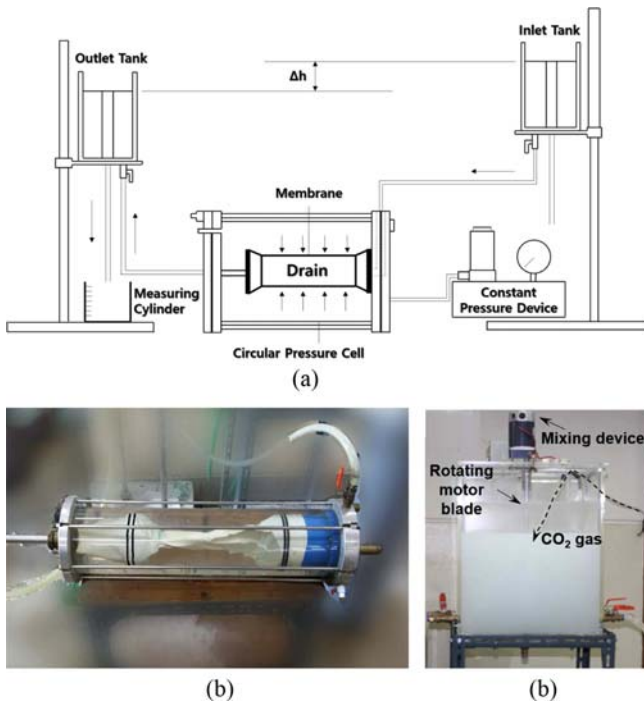 Outlet Tank
Inlet Tank
Δh
Membrane
Drain
Measuring
Cylinder
Constant
Pressure Device
Circular Pressure Cell
(a)
Mixing device
Rotating
motor
blade
CO₂ gas
(b)
(b)